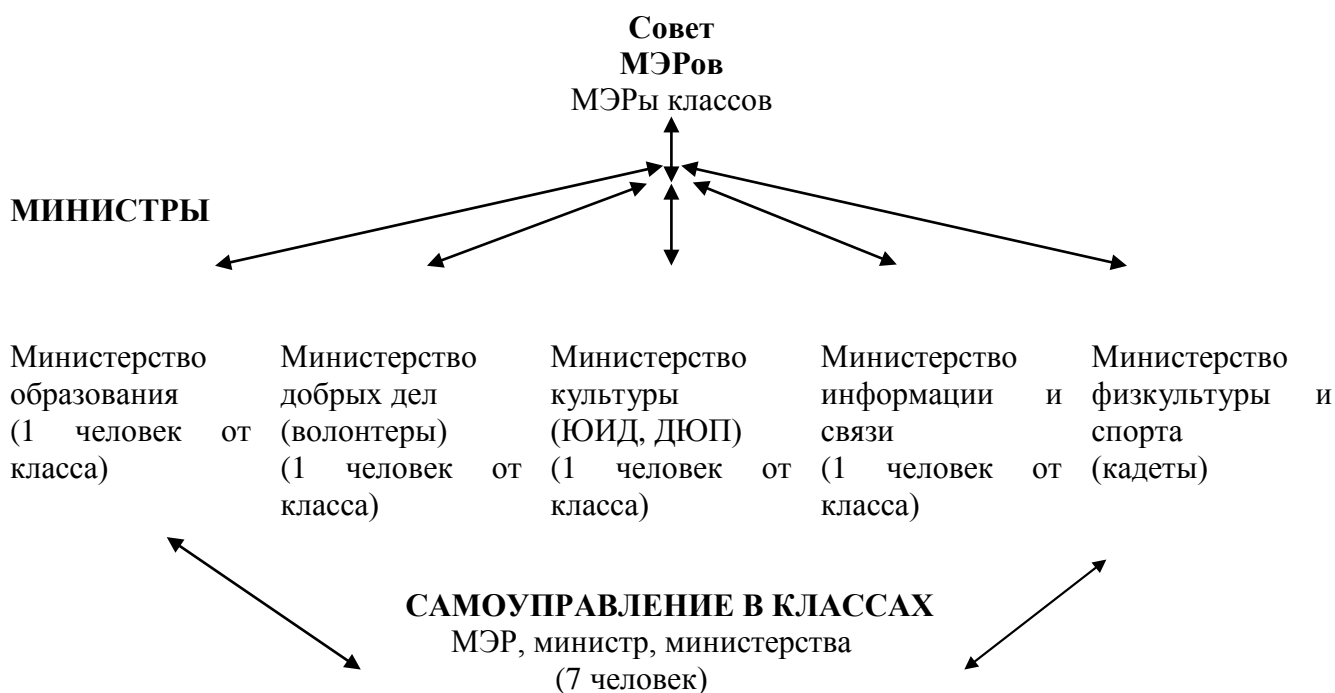 Совет
МЭРов
МЭРы классов
МИНИСТРЫ
Министерство
образования
(1 человек от
класса)
Министерство
добрых дел
(волонтеры)
(1 человек от
класса)
Министерство
культуры
(ЮИД, ДЮП)
(1 человек от
класса)
Министерство
информации и
связи
(1 человек от
класса)
Министерство
физкультуры и
спорта
(кадеты)
САМОУПРАВЛЕНИЕ В КЛАССАХ
МЭР, министр, министерства
(7 человек)